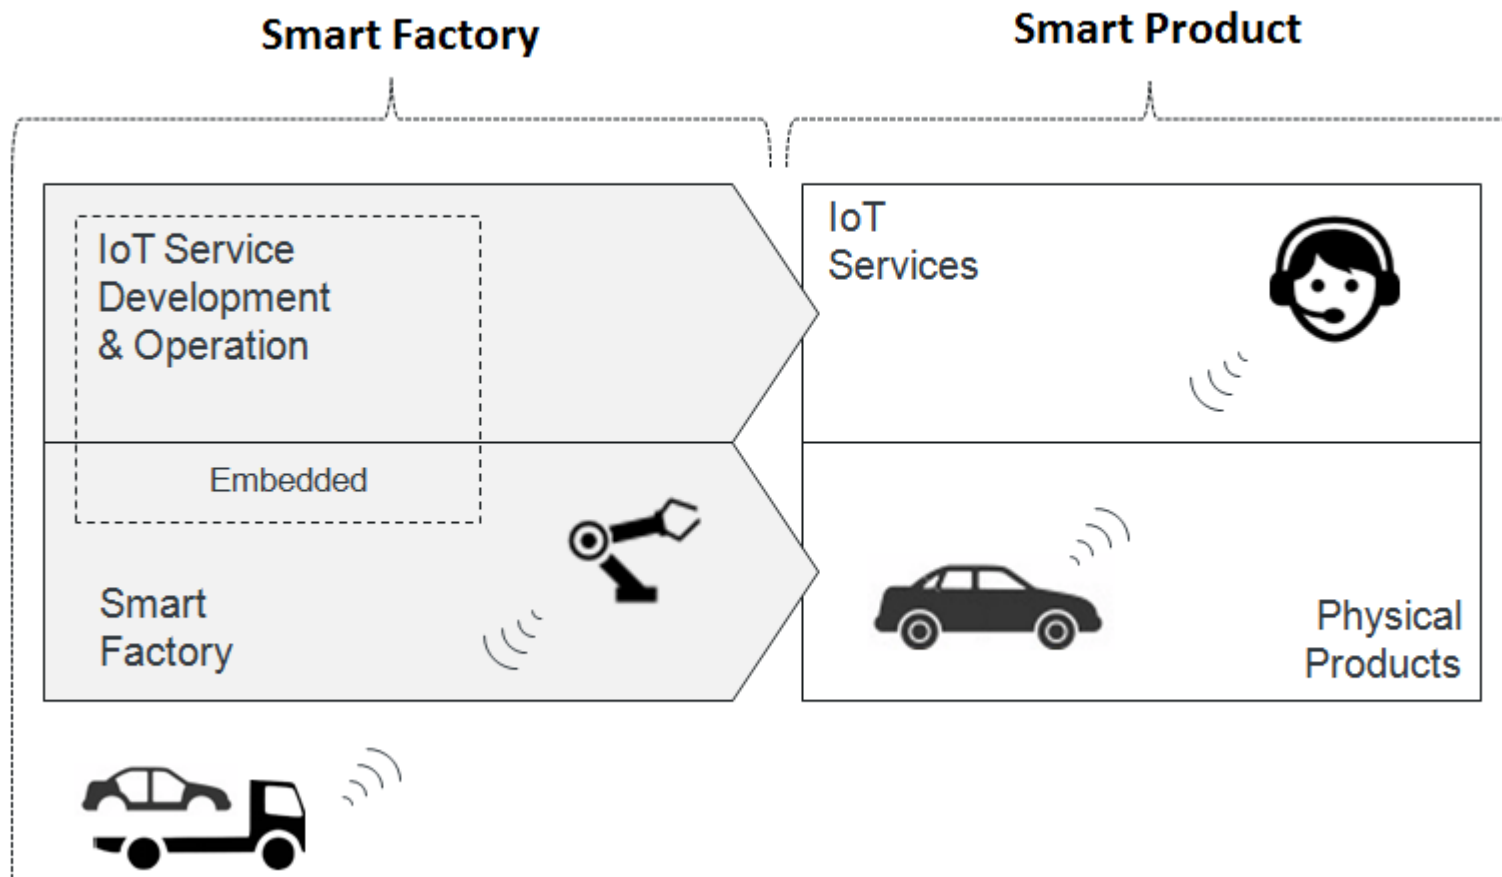 Smart Factory
Smart Product
IoT Service
Development
& Operation
Embedded
Smart
Factory
IoT
Services
Physical
Products